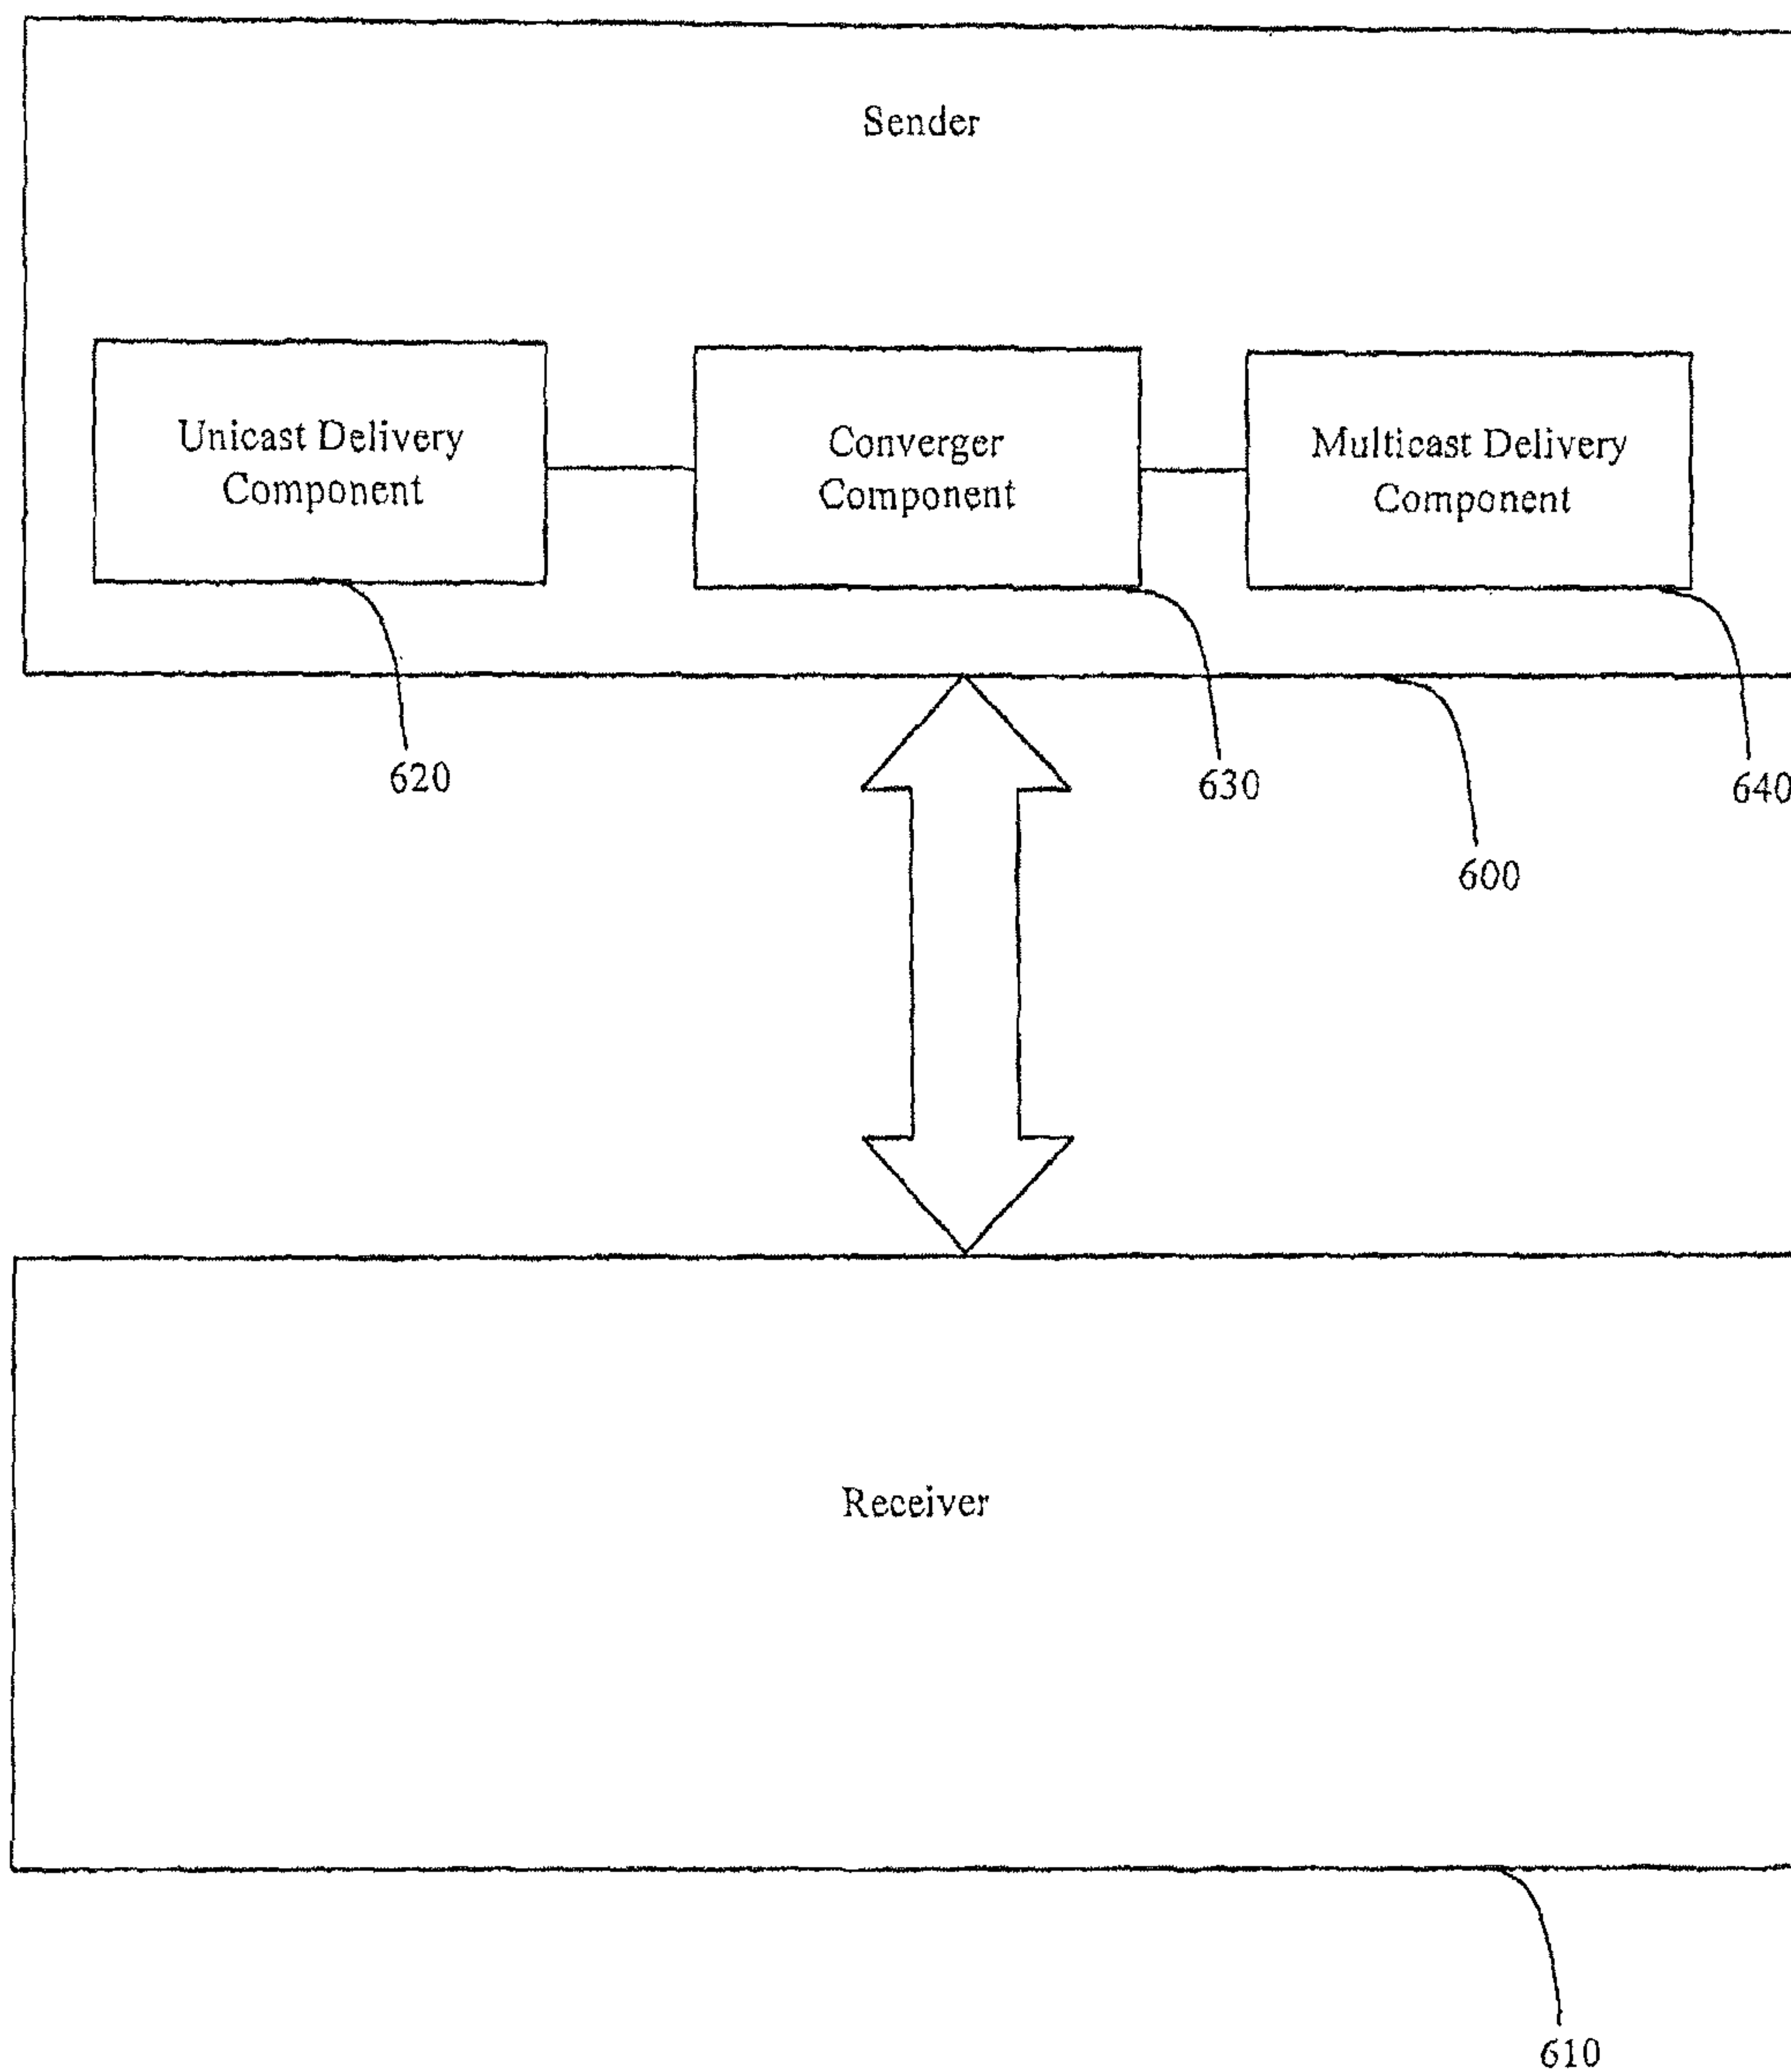 Sender
Unicast Delivery
Component
Converger
Component
Multicast Delivery
Component
620
630
640
600
Receiver
610